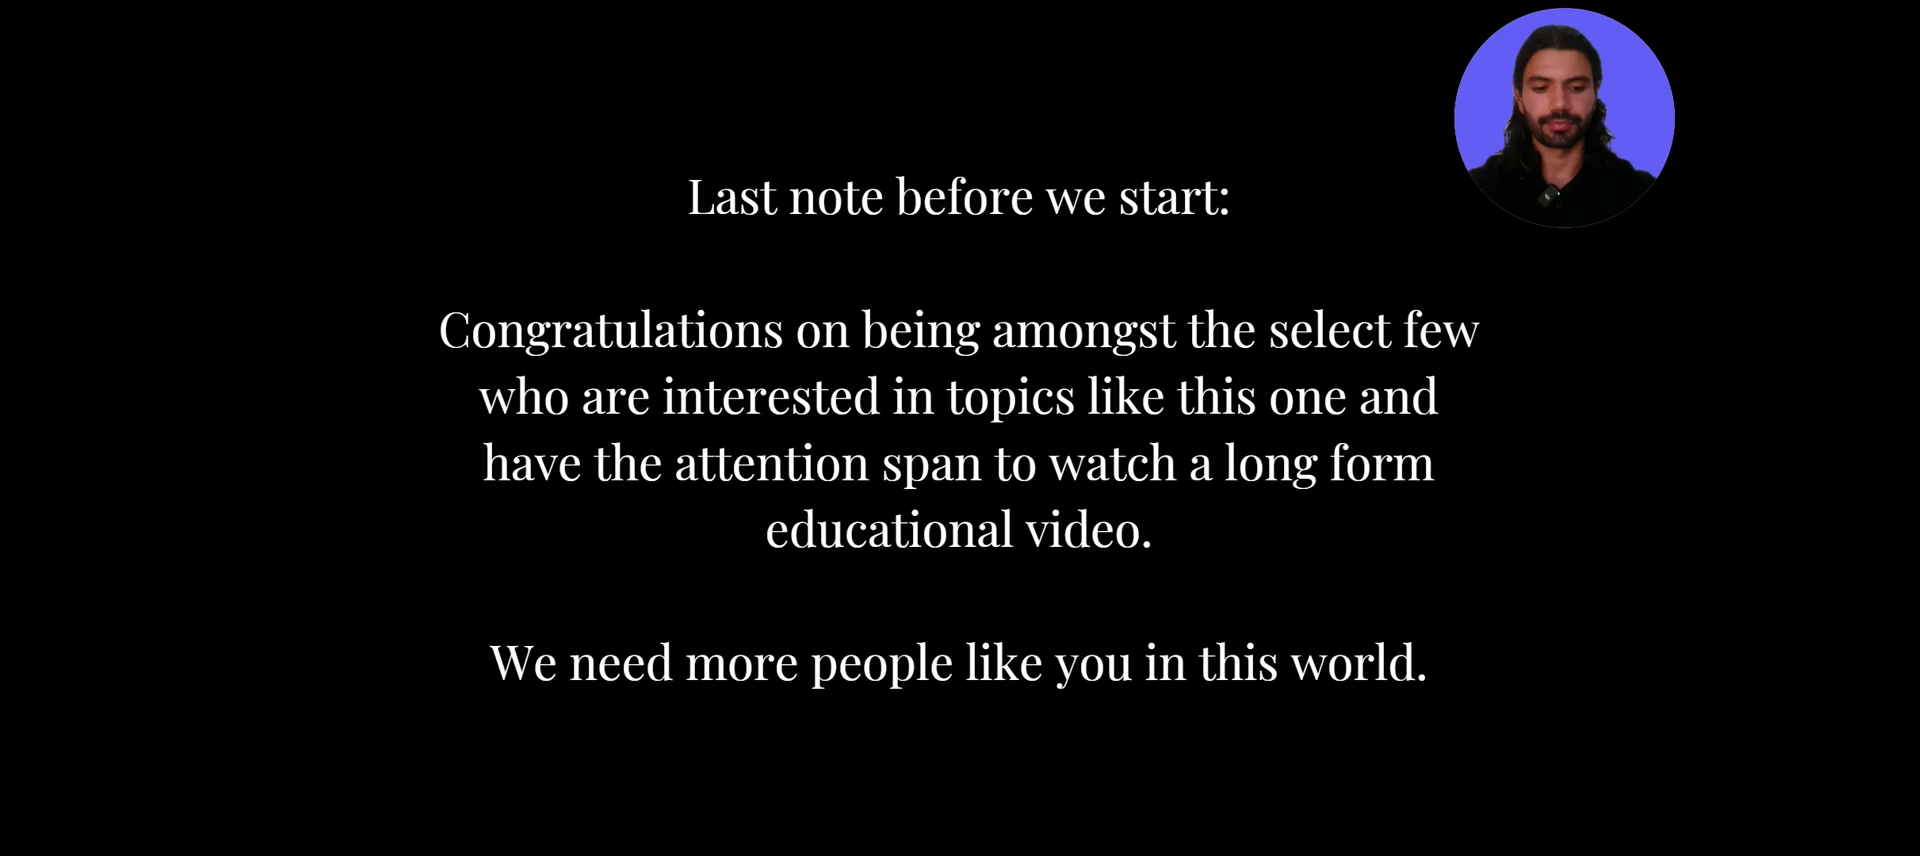 Last note before we start:
Congratulations on being amongst the select few
who are interested in topics like this one and
have the attention span to watch a long form
educational video.
We need more people like you in this world.